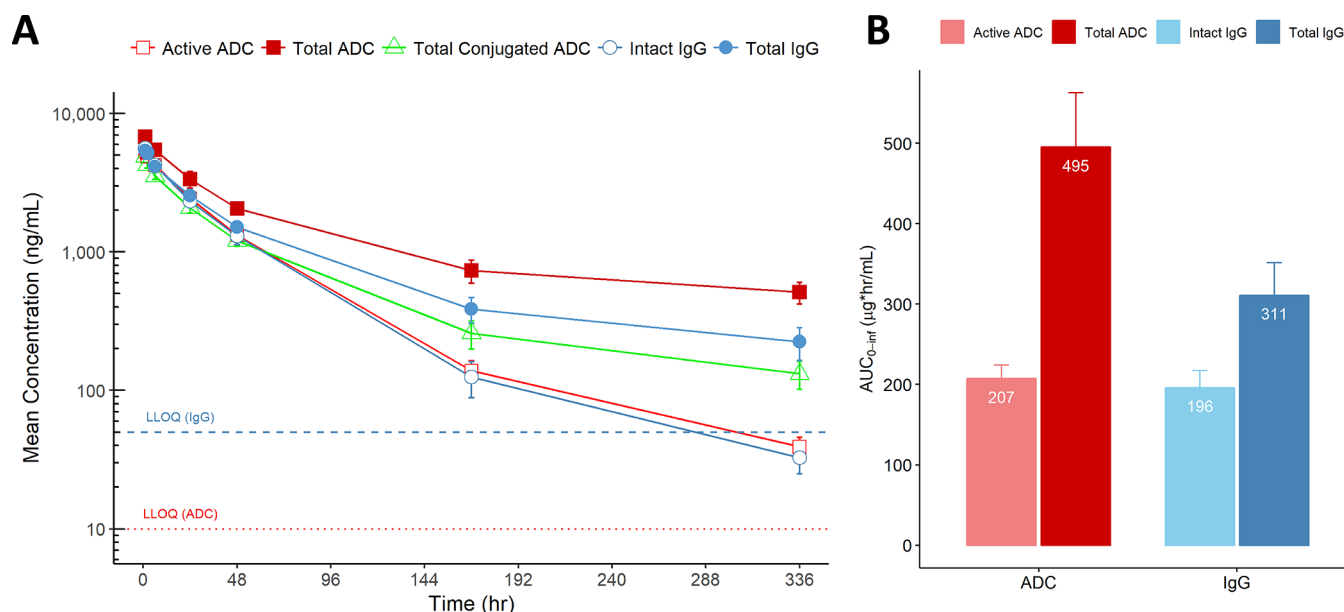 A
Active ADC Total ADC Total Conjugated ADC Intact IgG Total IgG
Mean Concentration (ng/mL)
10,000
1,000
100
10
LLOQ (IgG)
LLOQ (ADC)
0 48 96 144 192 240 288 336
Time (hr)
B
Active ADC Total ADC Intact IgG Total IgG
AUC0–inf (µg*hr/mL)
500
400
300
200
100
0
207
495
196
311
ADC IgG